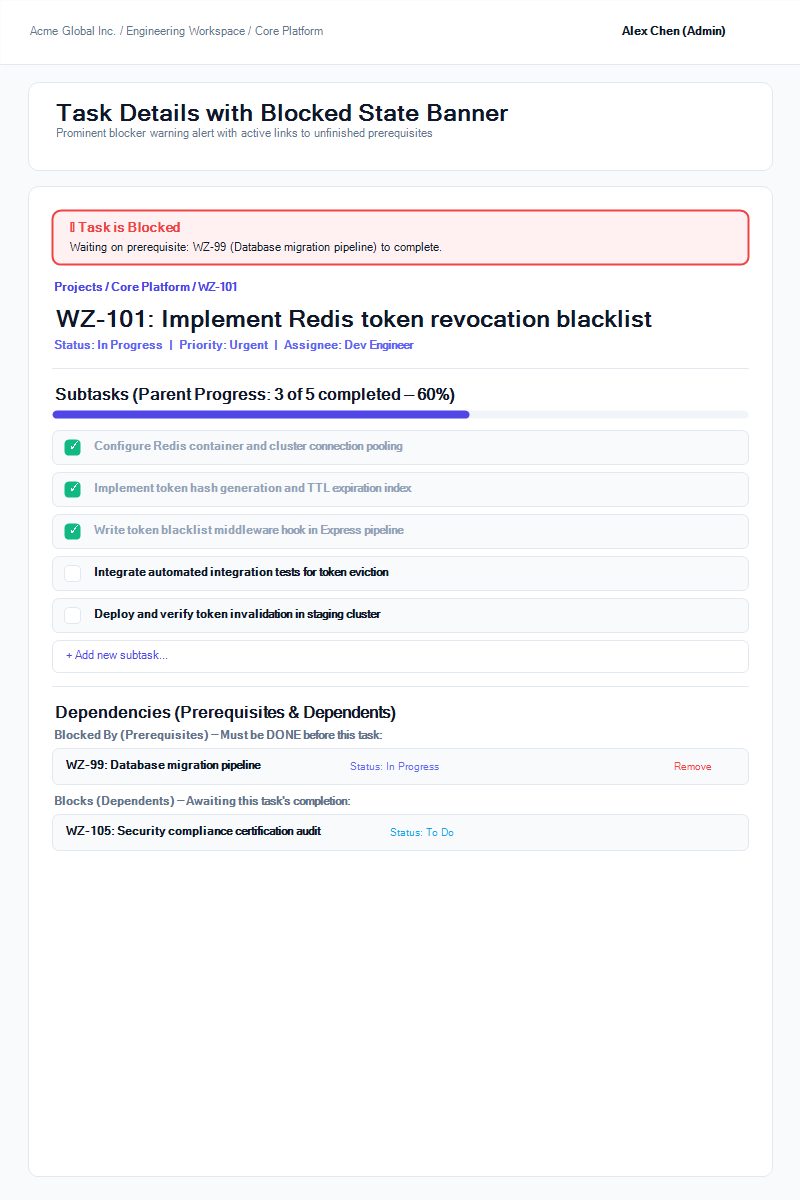 Acme Global Inc. / Engineering Workspace / Core Platform
Alex Chen (Admin)
Task Details with Blocked State Banner
Prominent blocker warning alert with active links to unfinished prerequisites
Task is Blocked
Waiting on prerequisite: WZ-99 (Database migration pipeline) to complete.
Projects / Core Platform / WZ-101
WZ-101: Implement Redis token revocation blacklist
Status: In Progress | Priority: Urgent | Assignee: Dev Engineer
Subtasks (Parent Progress: 3 of 5 completed — 60%)
Configure Redis container and cluster connection pooling
Implement token hash generation and TTL expiration index
Write token blacklist middleware hook in Express pipeline
Integrate automated integration tests for token eviction
Deploy and verify token invalidation in staging cluster
+ Add new subtask...
Dependencies (Prerequisites & Dependents)
Blocked By (Prerequisites) — Must be DONE before this task:
WZ-99: Database migration pipeline Status: In Progress Remove
Blocks (Dependents) — Awaiting this task's completion:
WZ-105: Security compliance certification audit Status: To Do